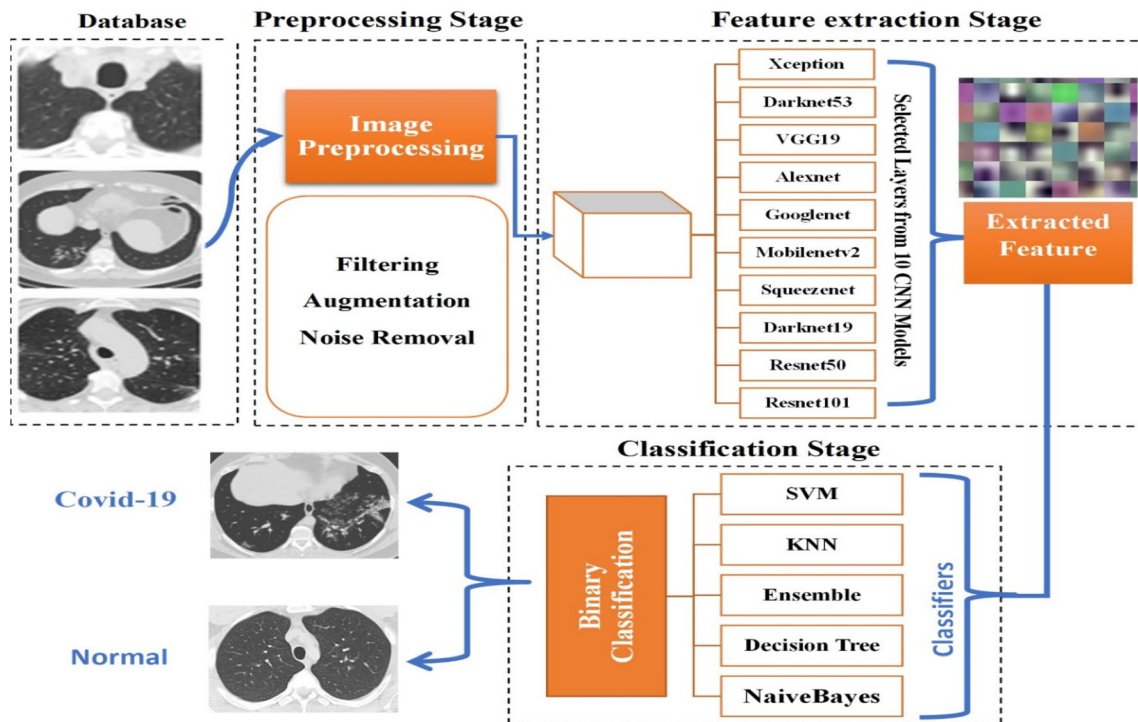 Database
Preprocessing Stage
Feature extraction Stage
Image
Preprocessing
Filtering
Augmentation
Noise Removal
Xception
Darknet53
VGG19
Alexnet
Googlenet
Mobilenetv2
Squeezenet
Darknet19
Resnet50
Resnet101
Selected Layers from 10 CNN Models
Extracted
Feature
Classification Stage
Covid-19
Normal
Binary
Classification
SVM
KNN
Ensemble
Decision Tree
NaiveBayes
Classifiers